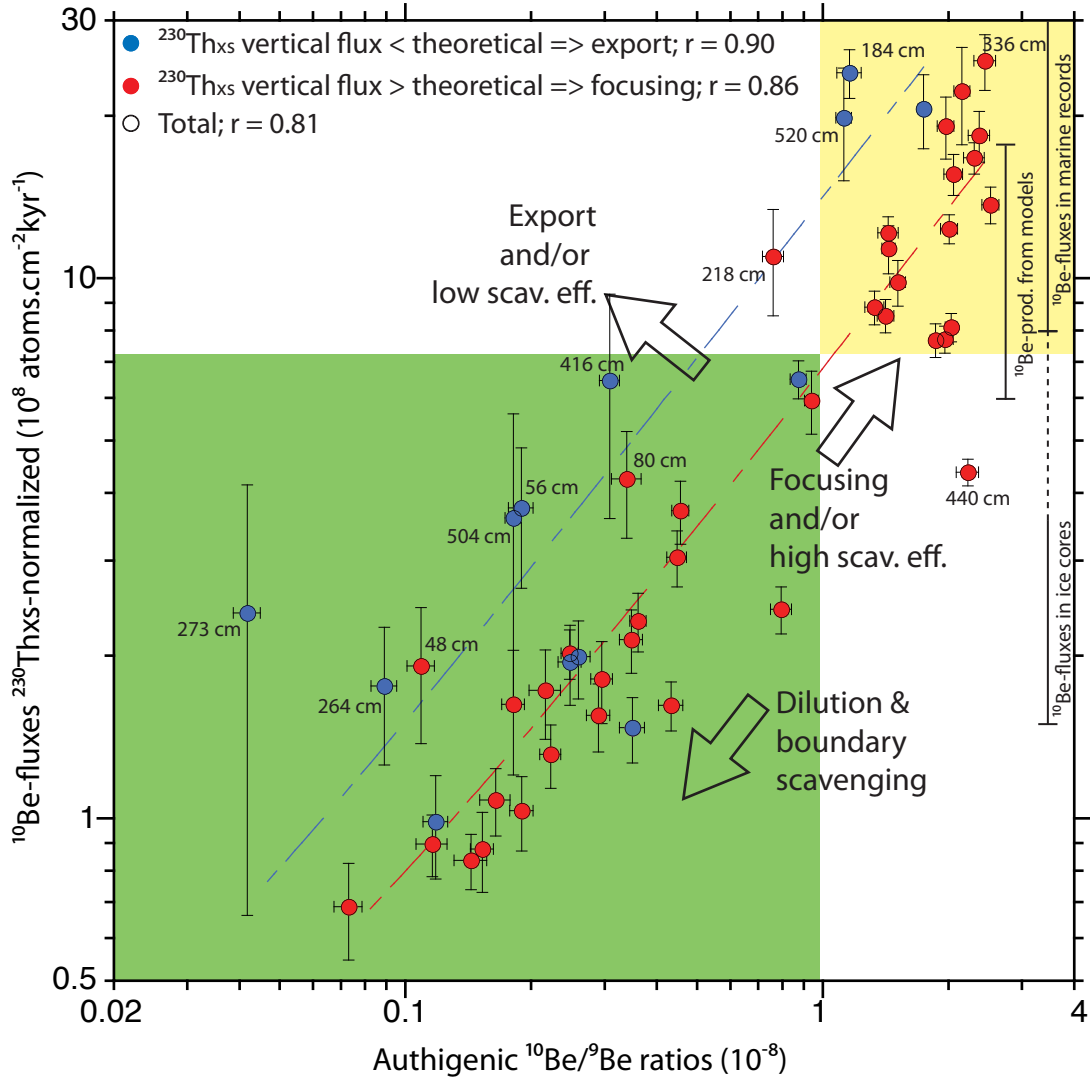 ²³⁰Thxs vertical flux < theoretical => export; r = 0.90
²³⁰Thxs vertical flux > theoretical => focusing; r = 0.86
Total; r = 0.81
30
10
1
0.5
¹⁰Be-fluxes ²³⁰Thxs-normalized (10⁸ atoms.cm⁻²kyr⁻¹)
184 cm
336 cm
520 cm
218 cm
Export
and/or
low scav. eff.
416 cm
80 cm
56 cm
504 cm
273 cm
48 cm
264 cm
440 cm
Focusing
and/or
high scav. eff.
Dilution &
boundary
scavenging
¹⁰Be-prod. from models
¹⁰Be-fluxes in marine records
¹⁰Be-fluxes in ice cores
0.02
0.1
1
4
Authigenic ¹⁰Be/⁹Be ratios (10⁻⁸)